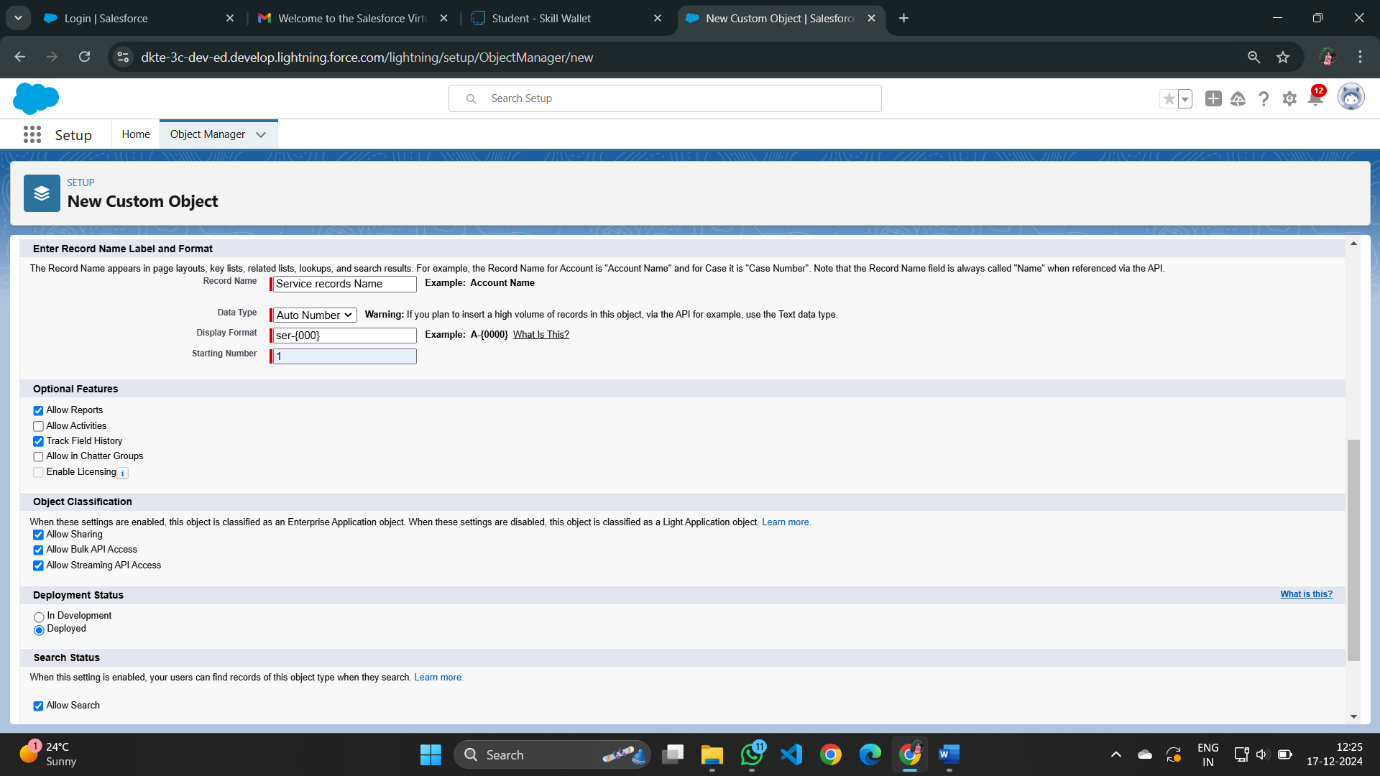 Login | Salesforce
Welcome to the Salesforce Virtu
Student - Skill Wallet
New Custom Object | Salesforce
dkte-3c-dev-ed.develop.lightning.force.com/lightning/setup/ObjectManager/new
Search Setup
12
Setup
Home
Object Manager
SETUP
New Custom Object
Enter Record Name Label and Format
The Record Name appears in page layouts, key lists, related lists, lookups, and search results. For example, the Record Name for Account is "Account Name" and for Case it is "Case Number". Note that the Record Name field is always called "Name" when referenced via the API.
Record Name Service records Name Example: Account Name
Data Type Auto Number Warning: If you plan to insert a high volume of records in this object, via the API for example, use the Text data type.
Display Format ser-{000} Example: A-{0000} What Is This?
Starting Number 1
Optional Features
Allow Reports
Allow Activities
Track Field History
Allow in Chatter Groups
Enable Licensing i
Object Classification
When these settings are enabled, this object is classified as an Enterprise Application object. When these settings are disabled, this object is classified as a Light Application object. Learn more.
Allow Sharing
Allow Bulk API Access
Allow Streaming API Access
Deployment Status What is this?
In Development
Deployed
Search Status
When this setting is enabled, your users can find records of this object type when they search. Learn more.
Allow Search
1
24°C
Sunny
Search
11
ENG
IN
12:25
17-12-2024